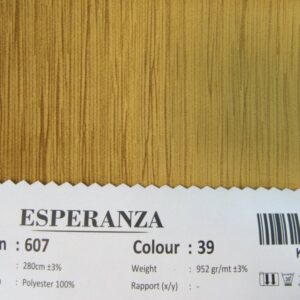 ESPERANZA
n : 607 Colour : 39
: 280cm ±3% Weight : 952 gr/mt ±3%
: Polyester 100% Rapport (x/y) : -
K